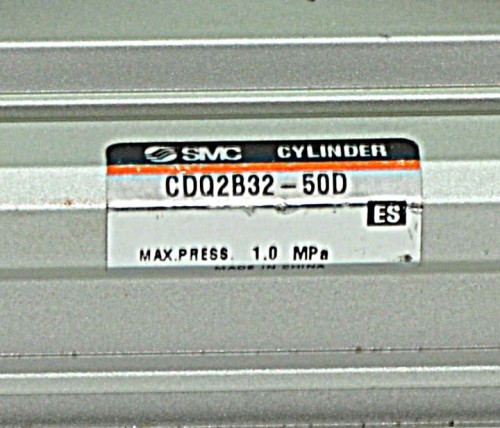 SMC CYLINDER
CDQ2B32-50D
ES
MAX.PRESS. 1.0 MPa
MADE IN CHINA